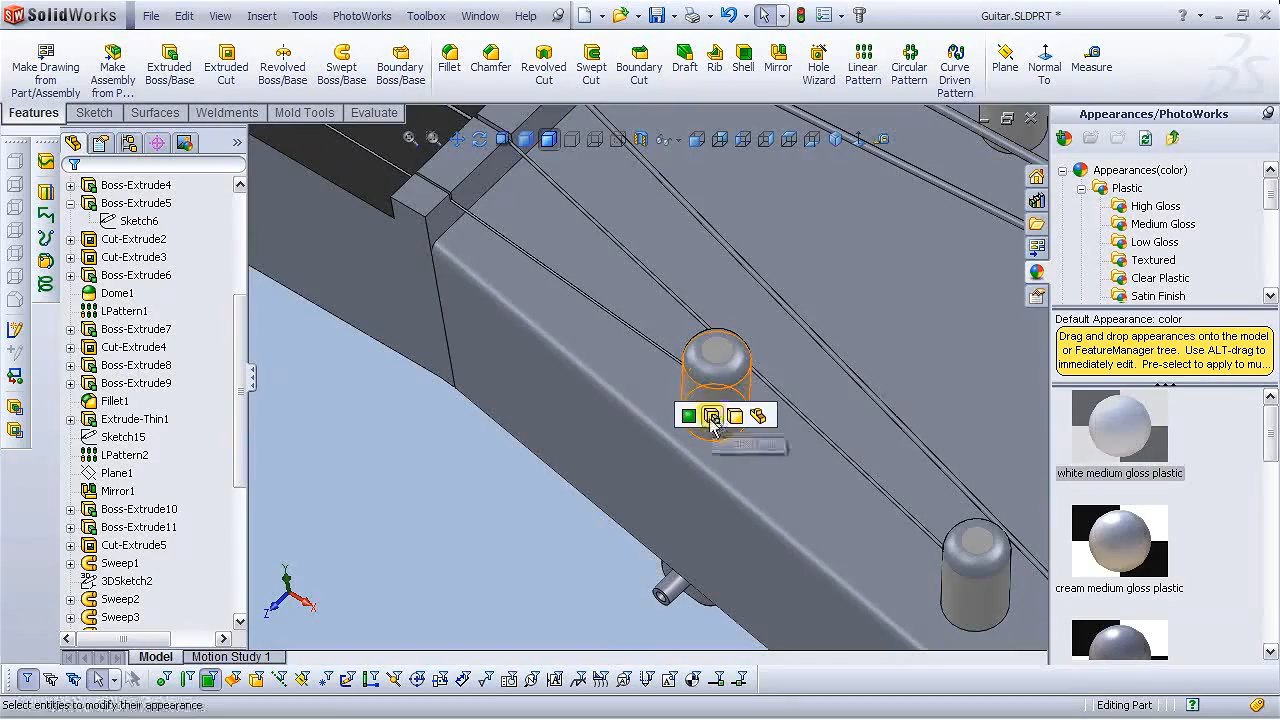 SolidWorks File Edit View Insert Tools PhotoWorks Toolbox Window Help Guitar.SLDPRT *
Make Drawing from Part/Assembly
Make Assembly from P...
Extruded Boss/Base
Extruded Cut
Revolved Boss/Base
Swept Boss/Base
Boundary Boss/Base
Fillet
Chamfer
Revolved Cut
Swept Cut
Boundary Cut
Draft
Rib
Shell
Mirror
Hole Wizard
Linear Pattern
Circular Pattern
Curve Driven Pattern
Plane
Normal To
Measure
Features Sketch Surfaces Weldments Mold Tools Evaluate
Boss-Extrude4
Boss-Extrude5
Sketch6
Cut-Extrude2
Cut-Extrude3
Boss-Extrude6
Dome1
LPattern1
Boss-Extrude7
Cut-Extrude4
Boss-Extrude8
Boss-Extrude9
Fillet1
Extrude-Thin1
Sketch15
LPattern2
Plane1
Mirror1
Boss-Extrude10
Boss-Extrude11
Cut-Extrude5
Sweep1
3DSketch2
Sweep2
Sweep3
Y
X
Z
Appearances/PhotoWorks
Appearances(color)
Plastic
High Gloss
Medium Gloss
Low Gloss
Textured
Clear Plastic
Satin Finish
Default Appearance: color
Drag and drop appearances onto the model
or FeatureManager tree. Use ALT-drag to
immediately edit. Pre-select to apply to mu...
white medium gloss plastic
cream medium gloss plastic
Model Motion Study 1
Select entities to modify their appearance. Editing Part